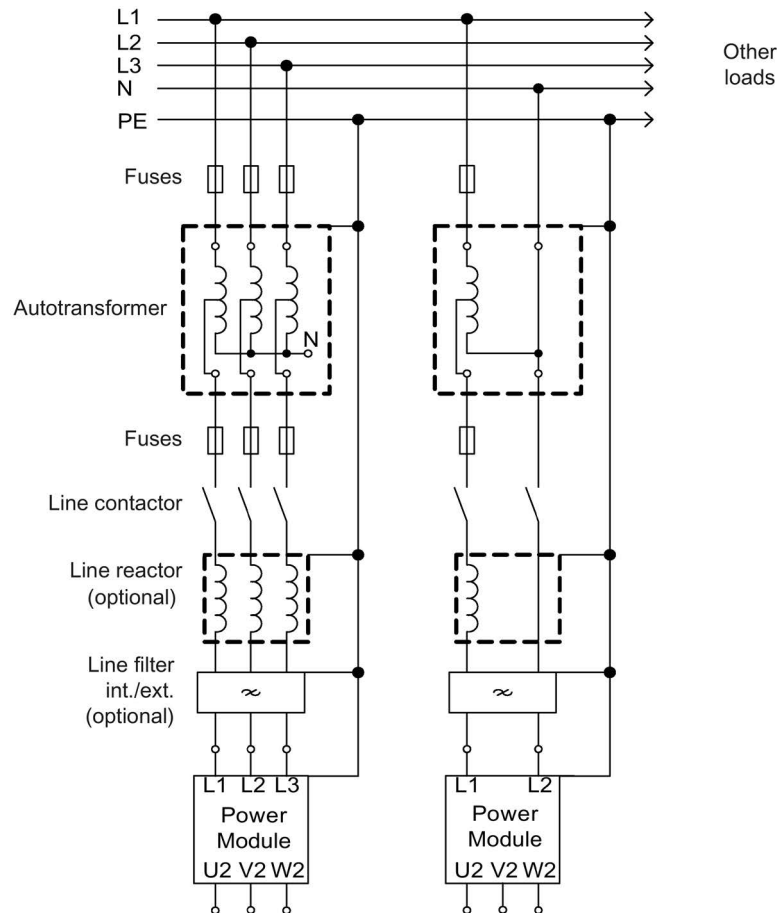 L1
L2
L3
N
PE
Other
loads
Fuses
Autotransformer
N
Fuses
Line contactor
Line reactor
(optional)
Line filter
int./ext.
(optional)
~
~
L1 L2 L3
Power
Module
U2 V2 W2
L1 L2
Power
Module
U2 V2 W2